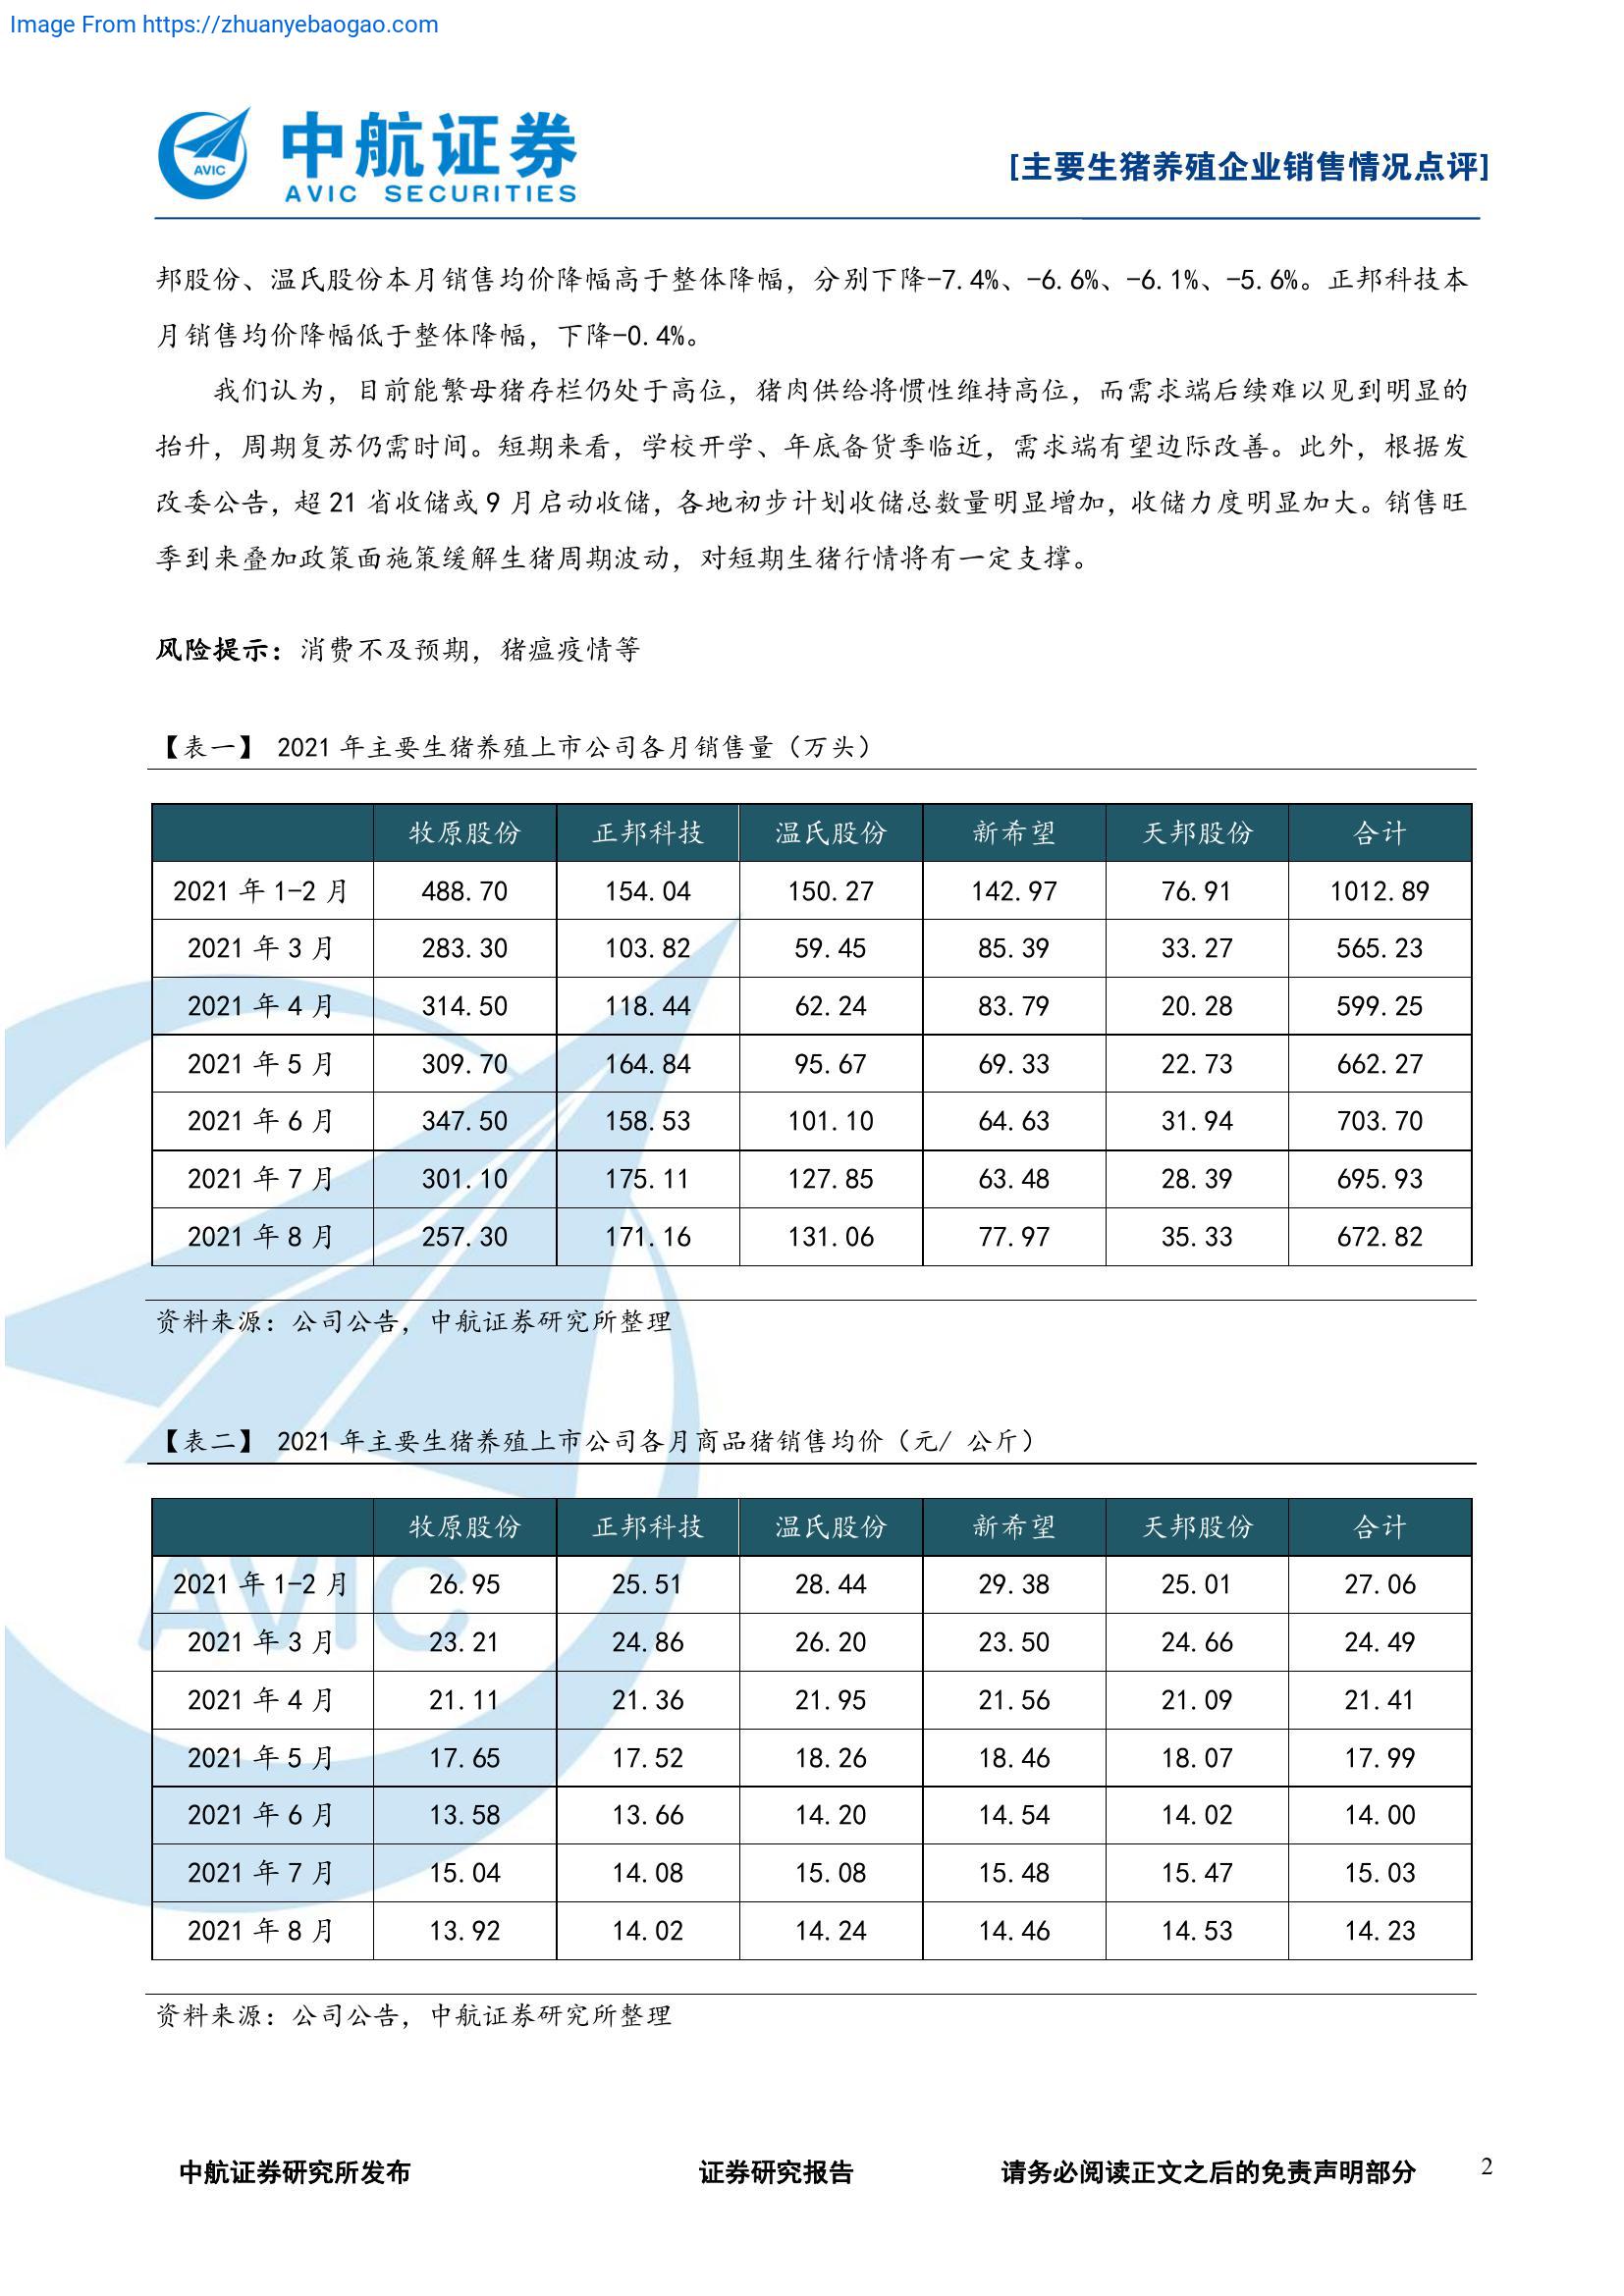 Image From https://zhuanyebaogao.com
AVIC
中航证券
AVIC SECURITIES
[主要生猪养殖企业销售情况点评]
邦股份、温氏股份本月销售均价降幅高于整体降幅，分别下降-7.4%、-6.6%、-6.1%、-5.6%。正邦科技本
月销售均价降幅低于整体降幅，下降-0.4%。
我们认为，目前能繁母猪存栏仍处于高位，猪肉供给将惯性维持高位，而需求端后续难以见到明显的
抬升，周期复苏仍需时间。短期来看，学校开学、年底备货季临近，需求端有望边际改善。此外，根据发
改委公告，超 21 省收储或 9 月启动收储，各地初步计划收储总数量明显增加，收储力度明显加大。销售旺
季到来叠加政策面施策缓解生猪周期波动，对短期生猪行情将有一定支撑。
风险提示：消费不及预期，猪瘟疫情等
【表一】 2021 年主要生猪养殖上市公司各月销售量（万头）
牧原股份 正邦科技 温氏股份 新希望 天邦股份 合计
2021 年 1-2 月 488.70 154.04 150.27 142.97 76.91 1012.89
2021 年 3 月 283.30 103.82 59.45 85.39 33.27 565.23
2021 年 4 月 314.50 118.44 62.24 83.79 20.28 599.25
2021 年 5 月 309.70 164.84 95.67 69.33 22.73 662.27
2021 年 6 月 347.50 158.53 101.10 64.63 31.94 703.70
2021 年 7 月 301.10 175.11 127.85 63.48 28.39 695.93
2021 年 8 月 257.30 171.16 131.06 77.97 35.33 672.82
资料来源：公司公告，中航证券研究所整理
【表二】 2021 年主要生猪养殖上市公司各月商品猪销售均价（元/ 公斤）
牧原股份 正邦科技 温氏股份 新希望 天邦股份 合计
2021 年 1-2 月 26.95 25.51 28.44 29.38 25.01 27.06
2021 年 3 月 23.21 24.86 26.20 23.50 24.66 24.49
2021 年 4 月 21.11 21.36 21.95 21.56 21.09 21.41
2021 年 5 月 17.65 17.52 18.26 18.46 18.07 17.99
2021 年 6 月 13.58 13.66 14.20 14.54 14.02 14.00
2021 年 7 月 15.04 14.08 15.08 15.48 15.47 15.03
2021 年 8 月 13.92 14.02 14.24 14.46 14.53 14.23
AVIC
资料来源：公司公告，中航证券研究所整理
中航证券研究所发布 证券研究报告 请务必阅读正文之后的免责声明部分 2